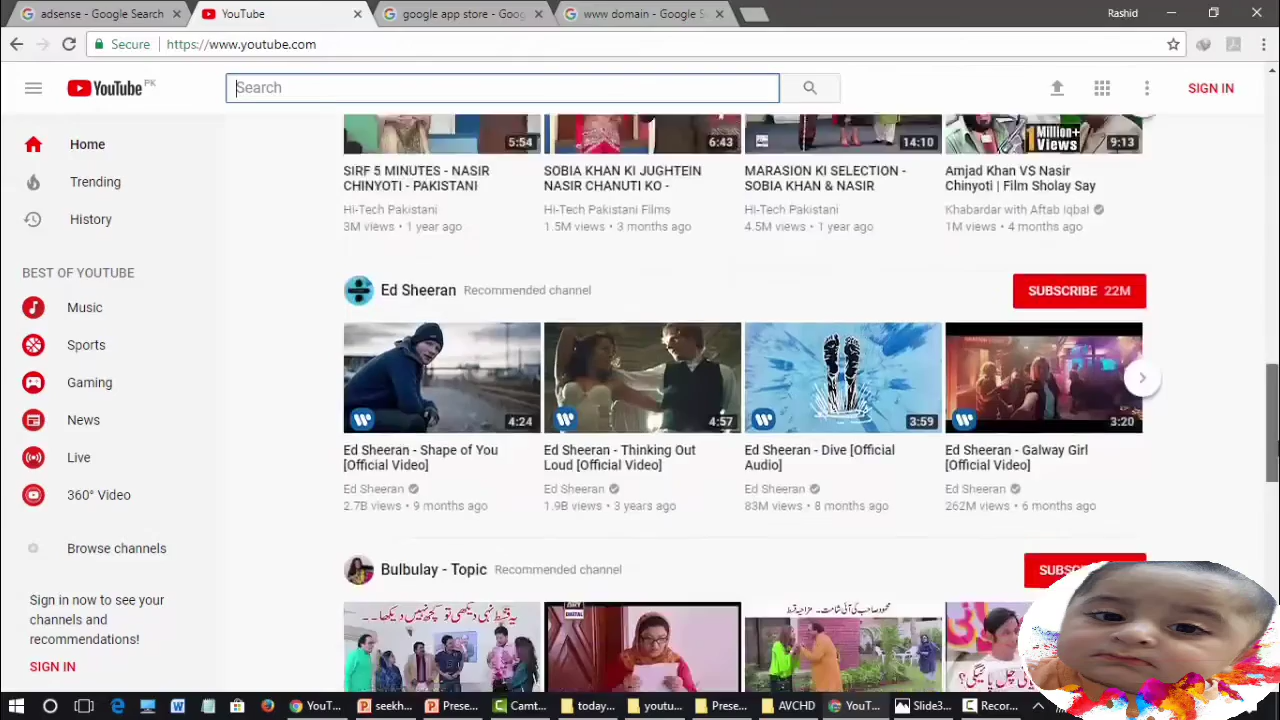 adsense - Google Search
YouTube
google app store - Goog
www domain - Google S
Rashid
Secure
https://www.youtube.com
YouTube PK
Search
SIGN IN
Home
Trending
History
BEST OF YOUTUBE
Music
Sports
Gaming
News
Live
360° Video
Browse channels
Sign in now to see your
channels and
recommendations!
SIGN IN
5:54
6:43
14:10
Million+
Views
9:13
SIRF 5 MINUTES - NASIR
CHINYOTI - PAKISTANI
Hi-Tech Pakistani
3M views • 1 year ago
SOBIA KHAN KI JUGHTEIN
NASIR CHANUTI KO -
Hi-Tech Pakistani Films
1.5M views • 3 months ago
MARASION KI SELECTION -
SOBIA KHAN & NASIR
Hi-Tech Pakistani
4.5M views • 1 year ago
Amjad Khan VS Nasir
Chinyoti | Film Sholay Say
Khabardar with Aftab Iqbal
1M views • 4 months ago
Ed Sheeran Recommended channel
SUBSCRIBE 22M
4:24
4:57
3:59
3:20
Ed Sheeran - Shape of You
[Official Video]
Ed Sheeran
2.7B views • 9 months ago
Ed Sheeran - Thinking Out
Loud [Official Video]
Ed Sheeran
1.9B views • 3 years ago
Ed Sheeran - Dive [Official
Audio]
Ed Sheeran
83M views • 8 months ago
Ed Sheeran - Galway Girl
[Official Video]
Ed Sheeran
262M views • 6 months ago
Bulbulay - Topic Recommended channel
SUBSC
ARY
DIGITAL
YouT...
seekh...
Prese...
Camt...
today...
youtu...
Prese...
AVCHD
YouT...
Slide3...
Recor...